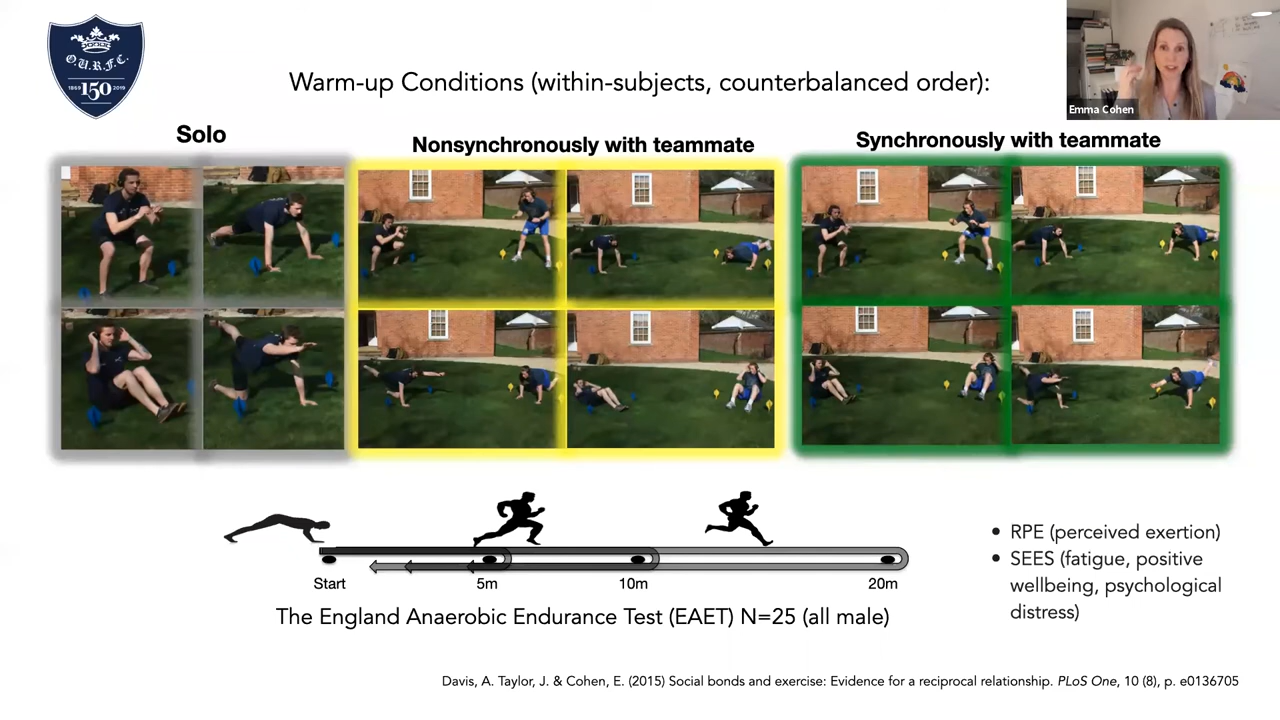 O.U.R.F.C.
1869 150 2019
Warm-up Conditions (within-subjects, counterbalanced order):
Emma Cohen
Solo
Nonsynchronously with teammate
Synchronously with teammate
Start
5m
10m
20m
The England Anaerobic Endurance Test (EAET) N=25 (all male)
• RPE (perceived exertion)
• SEES (fatigue, positive
wellbeing, psychological
distress)
Davis, A. Taylor, J. & Cohen, E. (2015) Social bonds and exercise: Evidence for a reciprocal relationship. PLoS One, 10 (8), p. e0136705